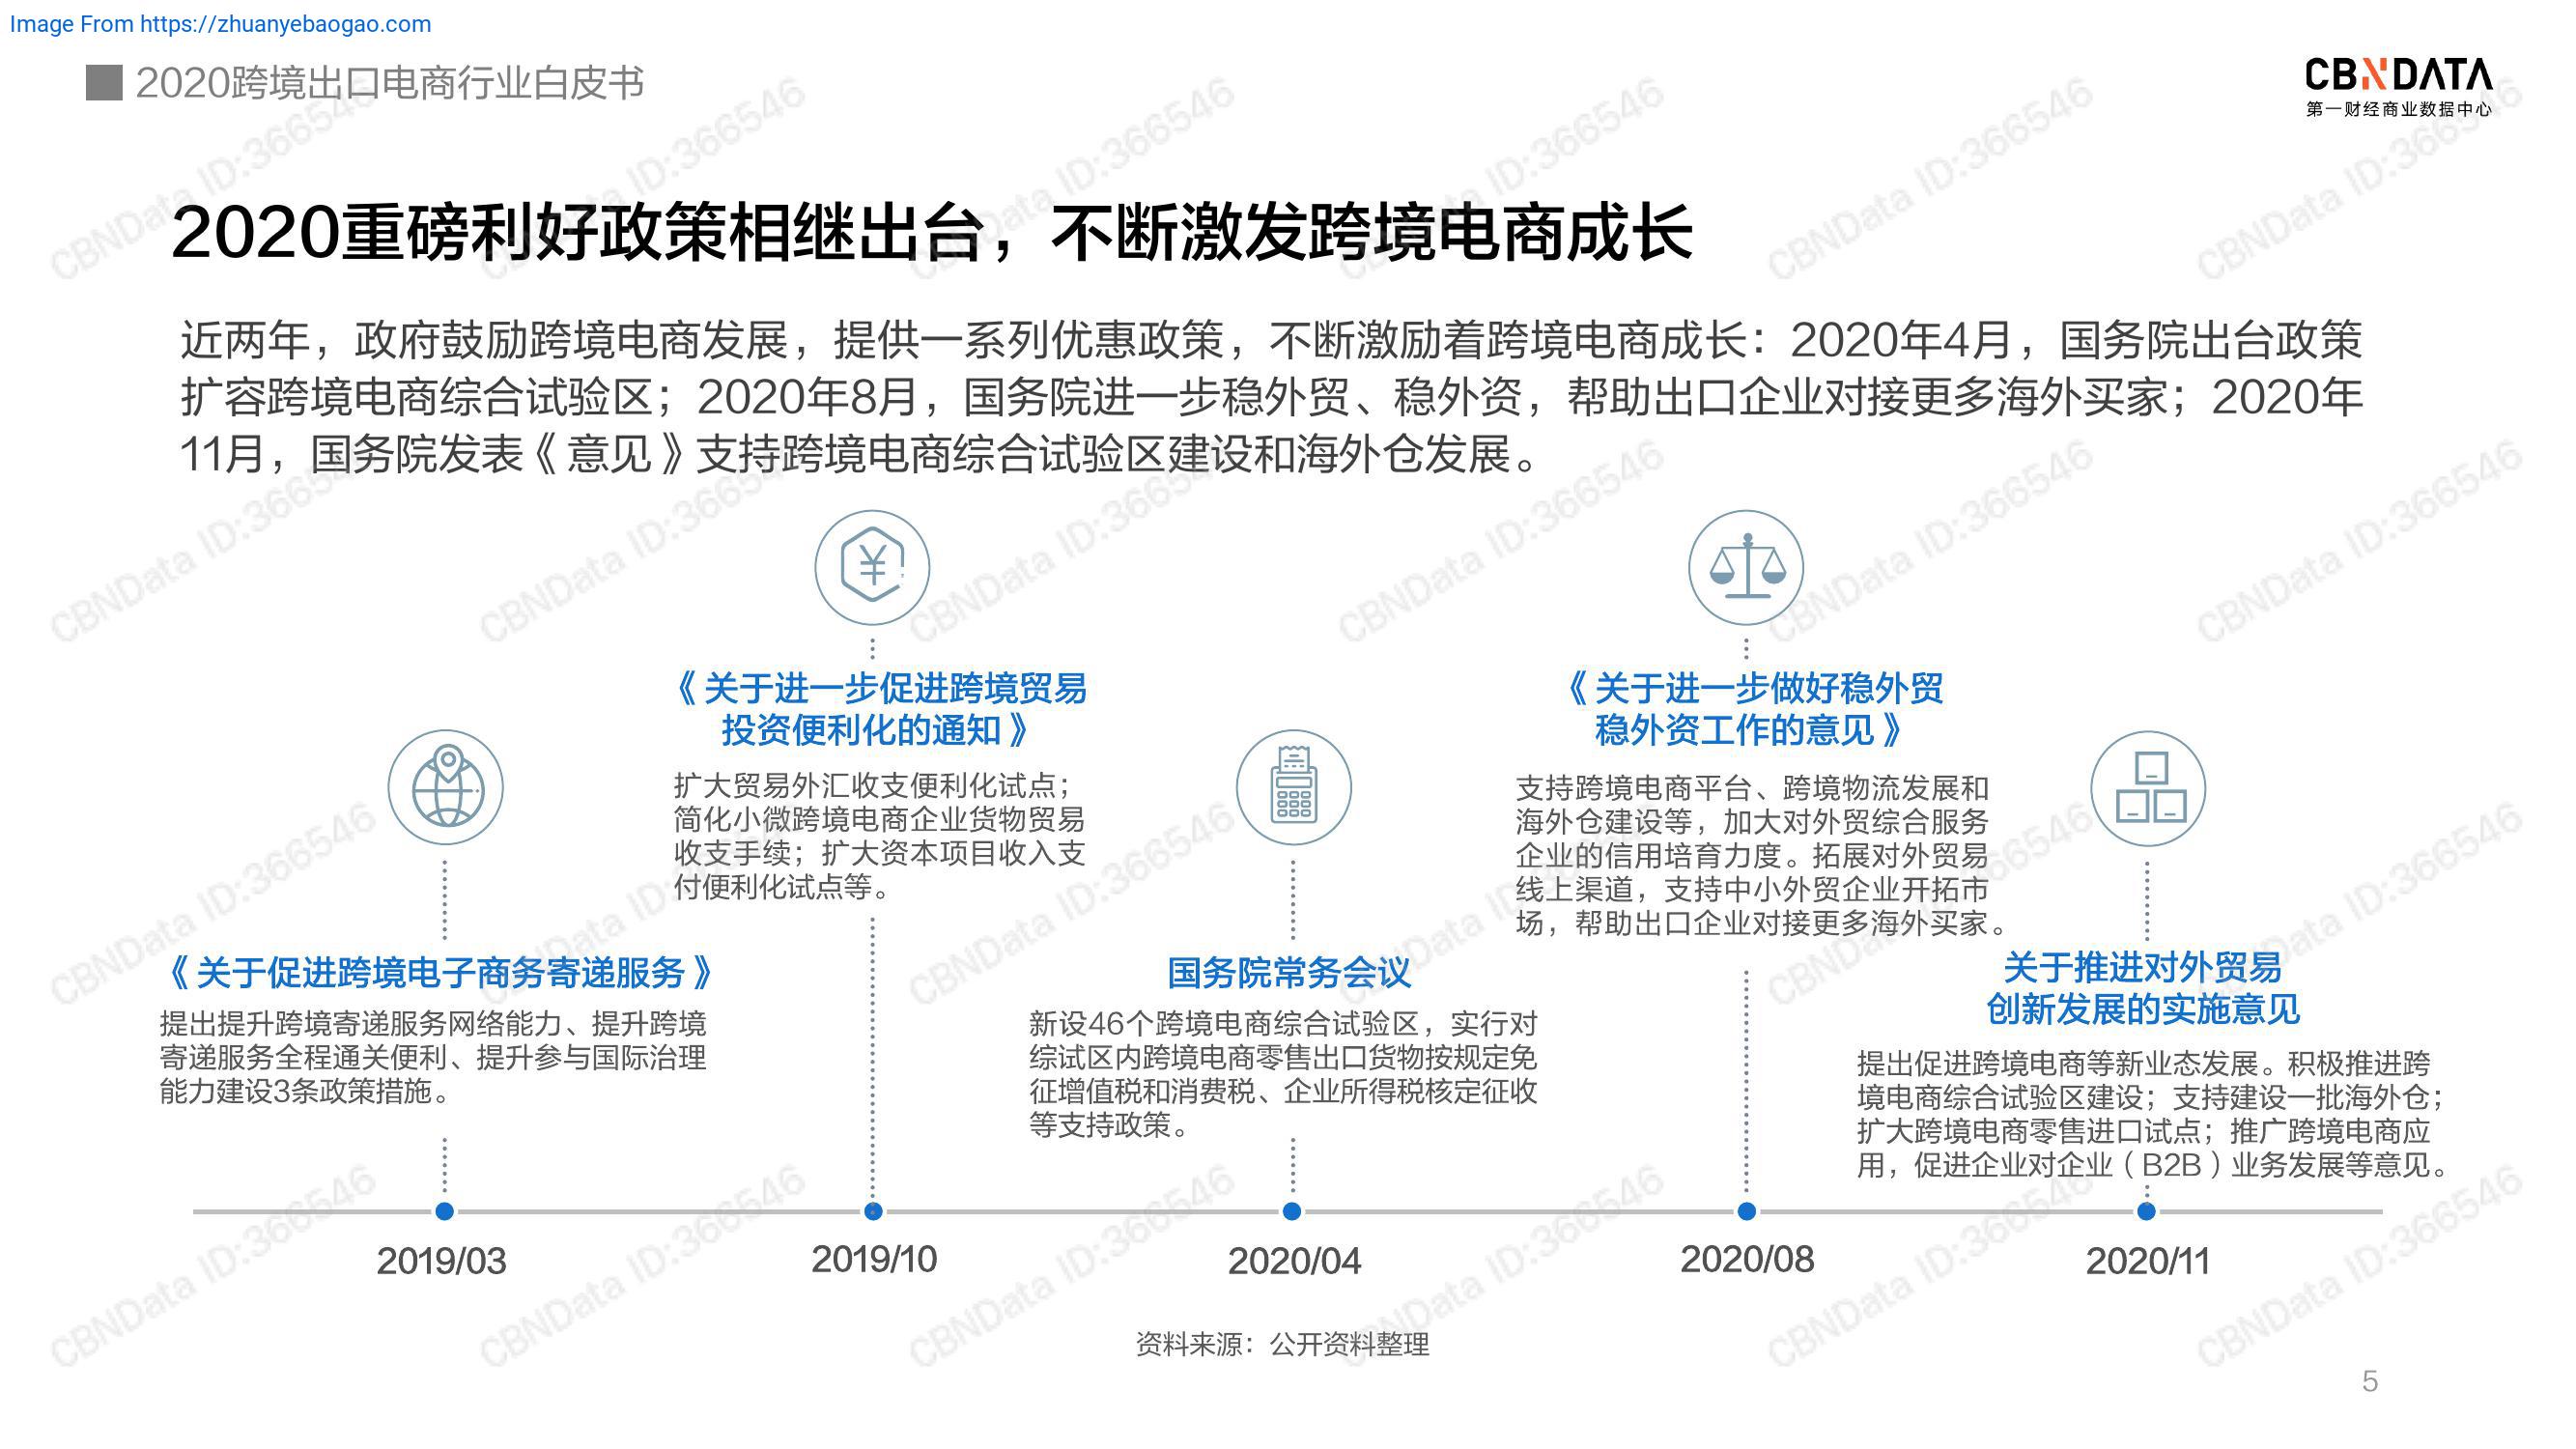 Image From https://zhuanyebaogao.com
2020跨境出口电商行业白皮书
CBNDATA
第一财经商业数据中心
2020重磅利好政策相继出台，不断激发跨境电商成长
近两年，政府鼓励跨境电商发展，提供一系列优惠政策，不断激励着跨境电商成长：2020年4月，国务院出台政策
扩容跨境电商综合试验区；2020年8月，国务院进一步稳外贸、稳外资，帮助出口企业对接更多海外买家；2020年
11月，国务院发表《意见》支持跨境电商综合试验区建设和海外仓发展。
《关于促进跨境电子商务寄递服务》
提出提升跨境寄递服务网络能力、提升跨境
寄递服务全程通关便利、提升参与国际治理
能力建设3条政策措施。
2019/03
《关于进一步促进跨境贸易
投资便利化的通知》
扩大贸易外汇收支便利化试点；
简化小微跨境电商企业货物贸易
收支手续；扩大资本项目收入支
付便利化试点等。
2019/10
国务院常务会议
新设46个跨境电商综合试验区，实行对
综试区内跨境电商零售出口货物按规定免
征增值税和消费税、企业所得税核定征收
等支持政策。
2020/04
《关于进一步做好稳外贸
稳外资工作的意见》
支持跨境电商平台、跨境物流发展和
海外仓建设等，加大对外贸综合服务
企业的信用培育力度。拓展对外贸易
线上渠道，支持中小外贸企业开拓市
场，帮助出口企业对接更多海外买家。
2020/08
关于推进对外贸易
创新发展的实施意见
提出促进跨境电商等新业态发展。积极推进跨
境电商综合试验区建设；支持建设一批海外仓；
扩大跨境电商零售进口试点；推广跨境电商应
用，促进企业对企业（B2B）业务发展等意见。
2020/11
资料来源：公开资料整理
5
CBNData ID:366546